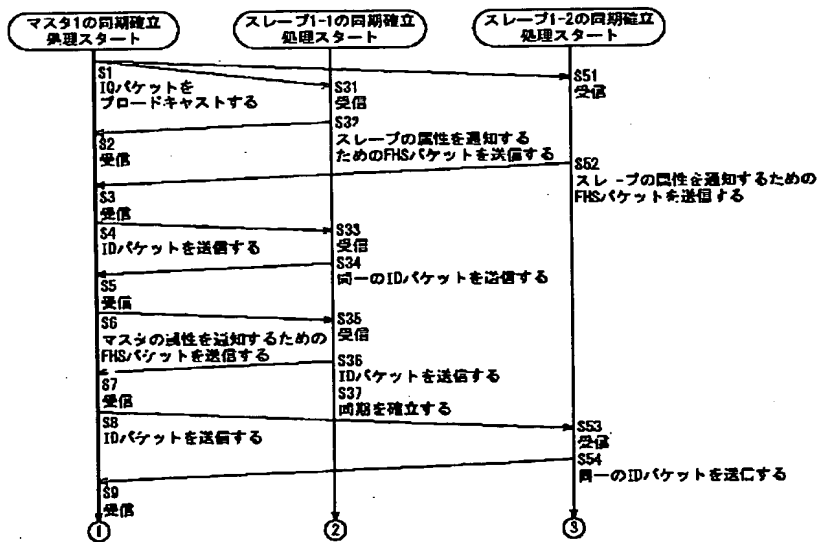 マスタ1の同期確立
処理スタート
スレーブ1-1の同期確立
処理スタート
スレーブ1-2の同期確立
処理スタート
S1
IQパケットを
ブロードキャストする
S31
受信
S51
受信
S2
受信
S32
スレーブの属性を通知する
ためのFHSパケットを送信する
S52
スレーブの属性を通知するための
FHSパケットを送信する
S3
受信
S4
IDパケットを送信する
S33
受信
S34
同一のIDパケットを送信する
S5
受信
S6
マスタの属性を通知するための
FHSパケットを送信する
S35
受信
S36
IDパケットを送信する
S37
同期を確立する
S7
受信
S8
IDパケットを送信する
S53
受信
S54
同一のIDパケットを送信する
S9
受信
①
②
③